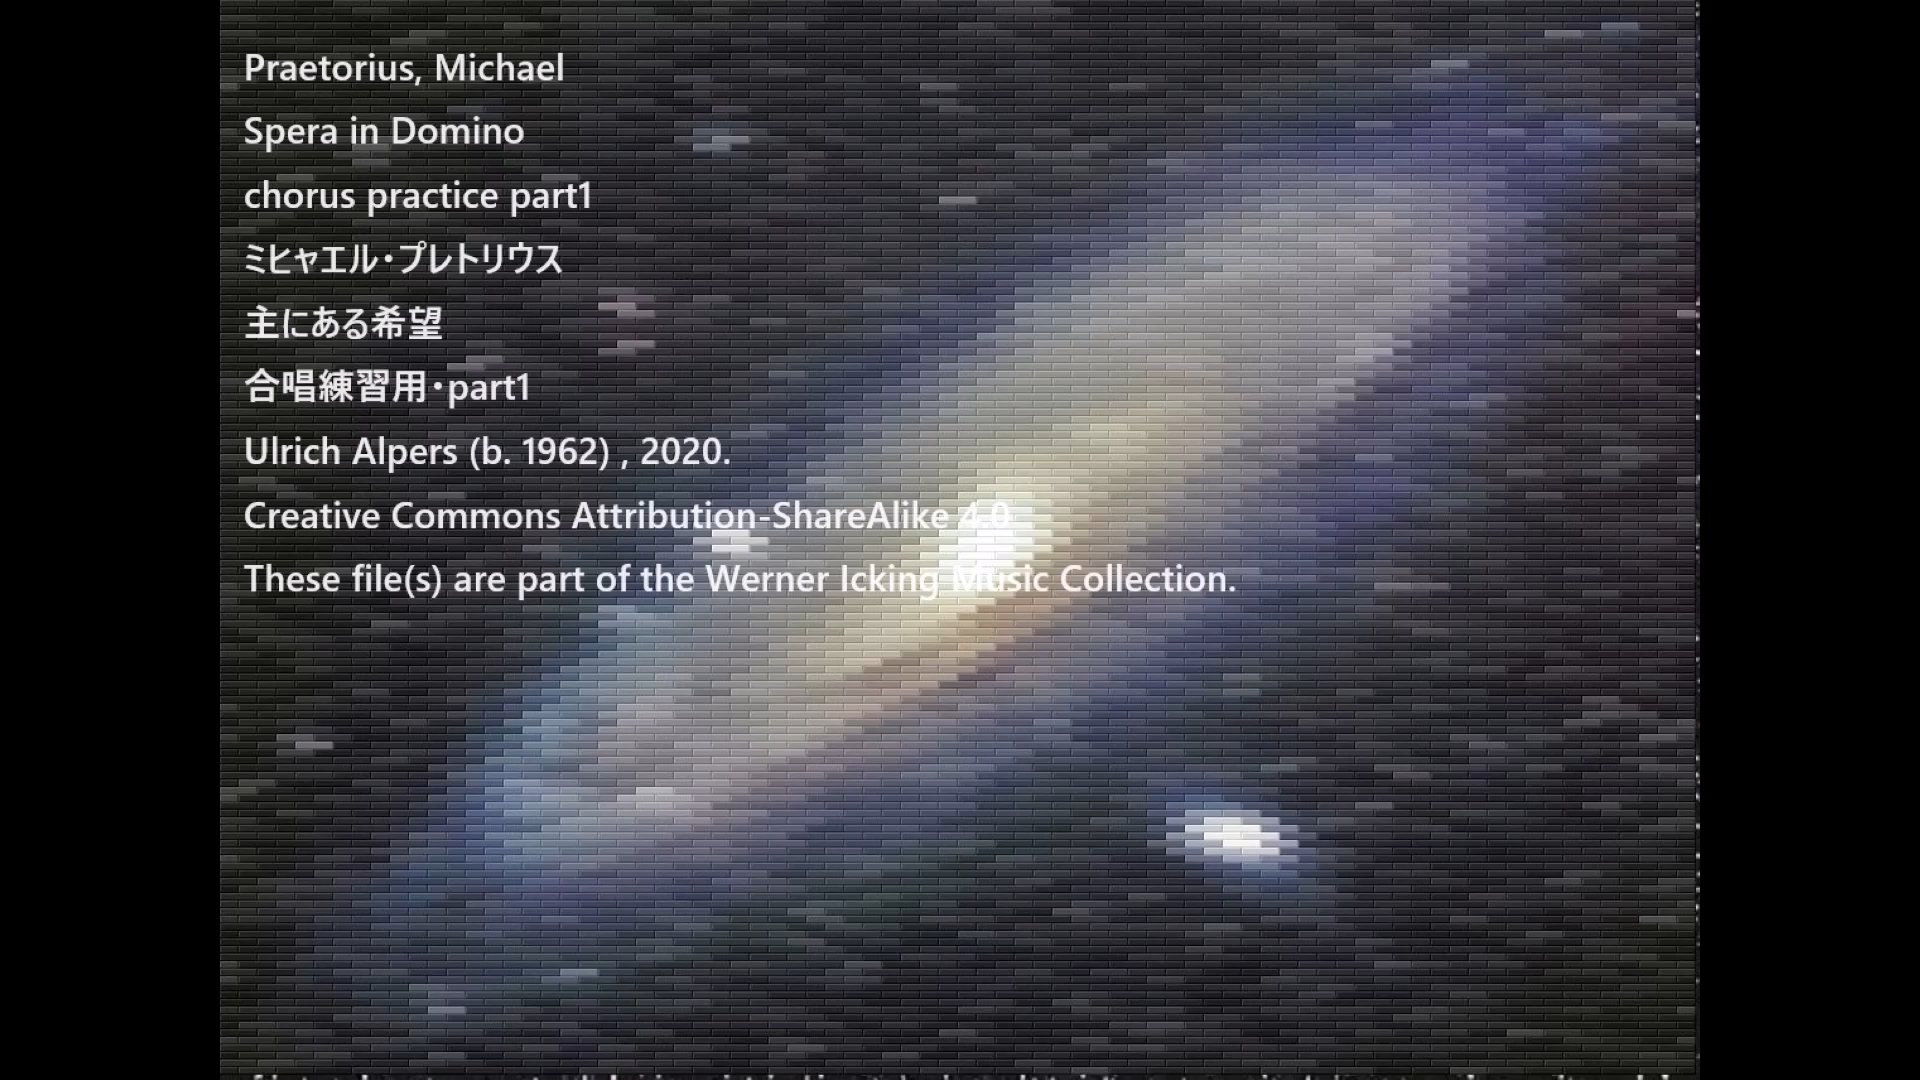 Praetorius, Michael
Spera in Domino
chorus practice part1
ミヒャエル・プレトリウス
主にある希望
合唱練習用・part1
Ulrich Alpers (b. 1962) , 2020.
Creative Commons Attribution-ShareAlike 4.0
These file(s) are part of the Werner Icking Music Collection.